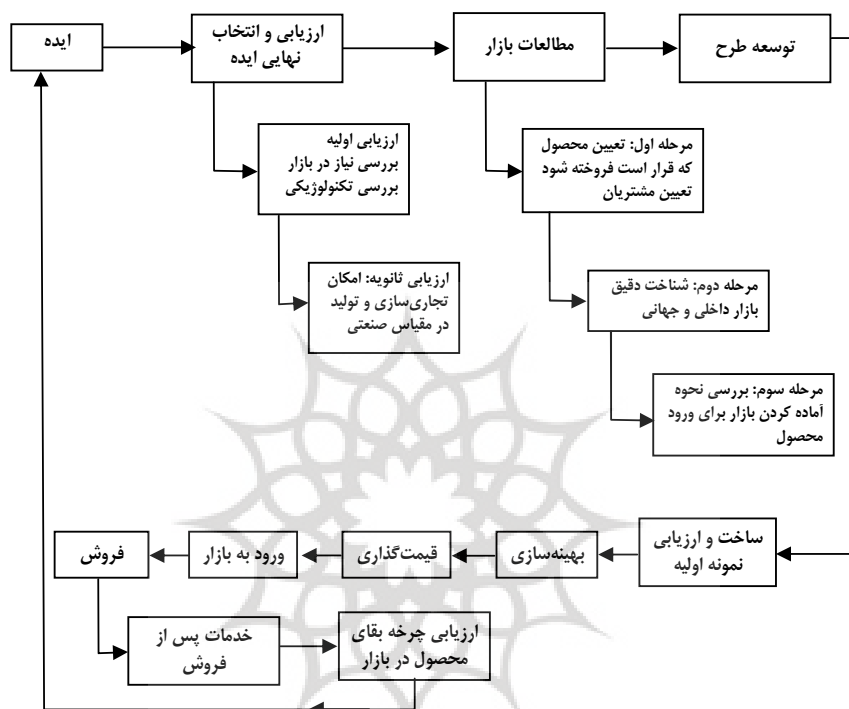 ایده
ارزیابی و انتخاب
نهایی ایده
مطالعات بازار
توسعه طرح
ارزیابی اولیه
بررسی نیاز در بازار
بررسی تکنولوژیکی
ارزیابی ثانویه: امکان
تجاری‌سازی و تولید
در مقیاس صنعتی
مرحله اول: تعیین محصول
که قرار است فروخته شود
تعیین مشتریان
مرحله دوم: شناخت دقیق
بازار داخلی و جهانی
مرحله سوم: بررسی نحوه
آماده کردن بازار برای ورود
محصول
ساخت و ارزیابی
نمونه اولیه
بهینه‌سازی
قیمت‌گذاری
ورود به بازار
فروش
خدمات پس از
فروش
ارزیابی چرخه بقای
محصول در بازار